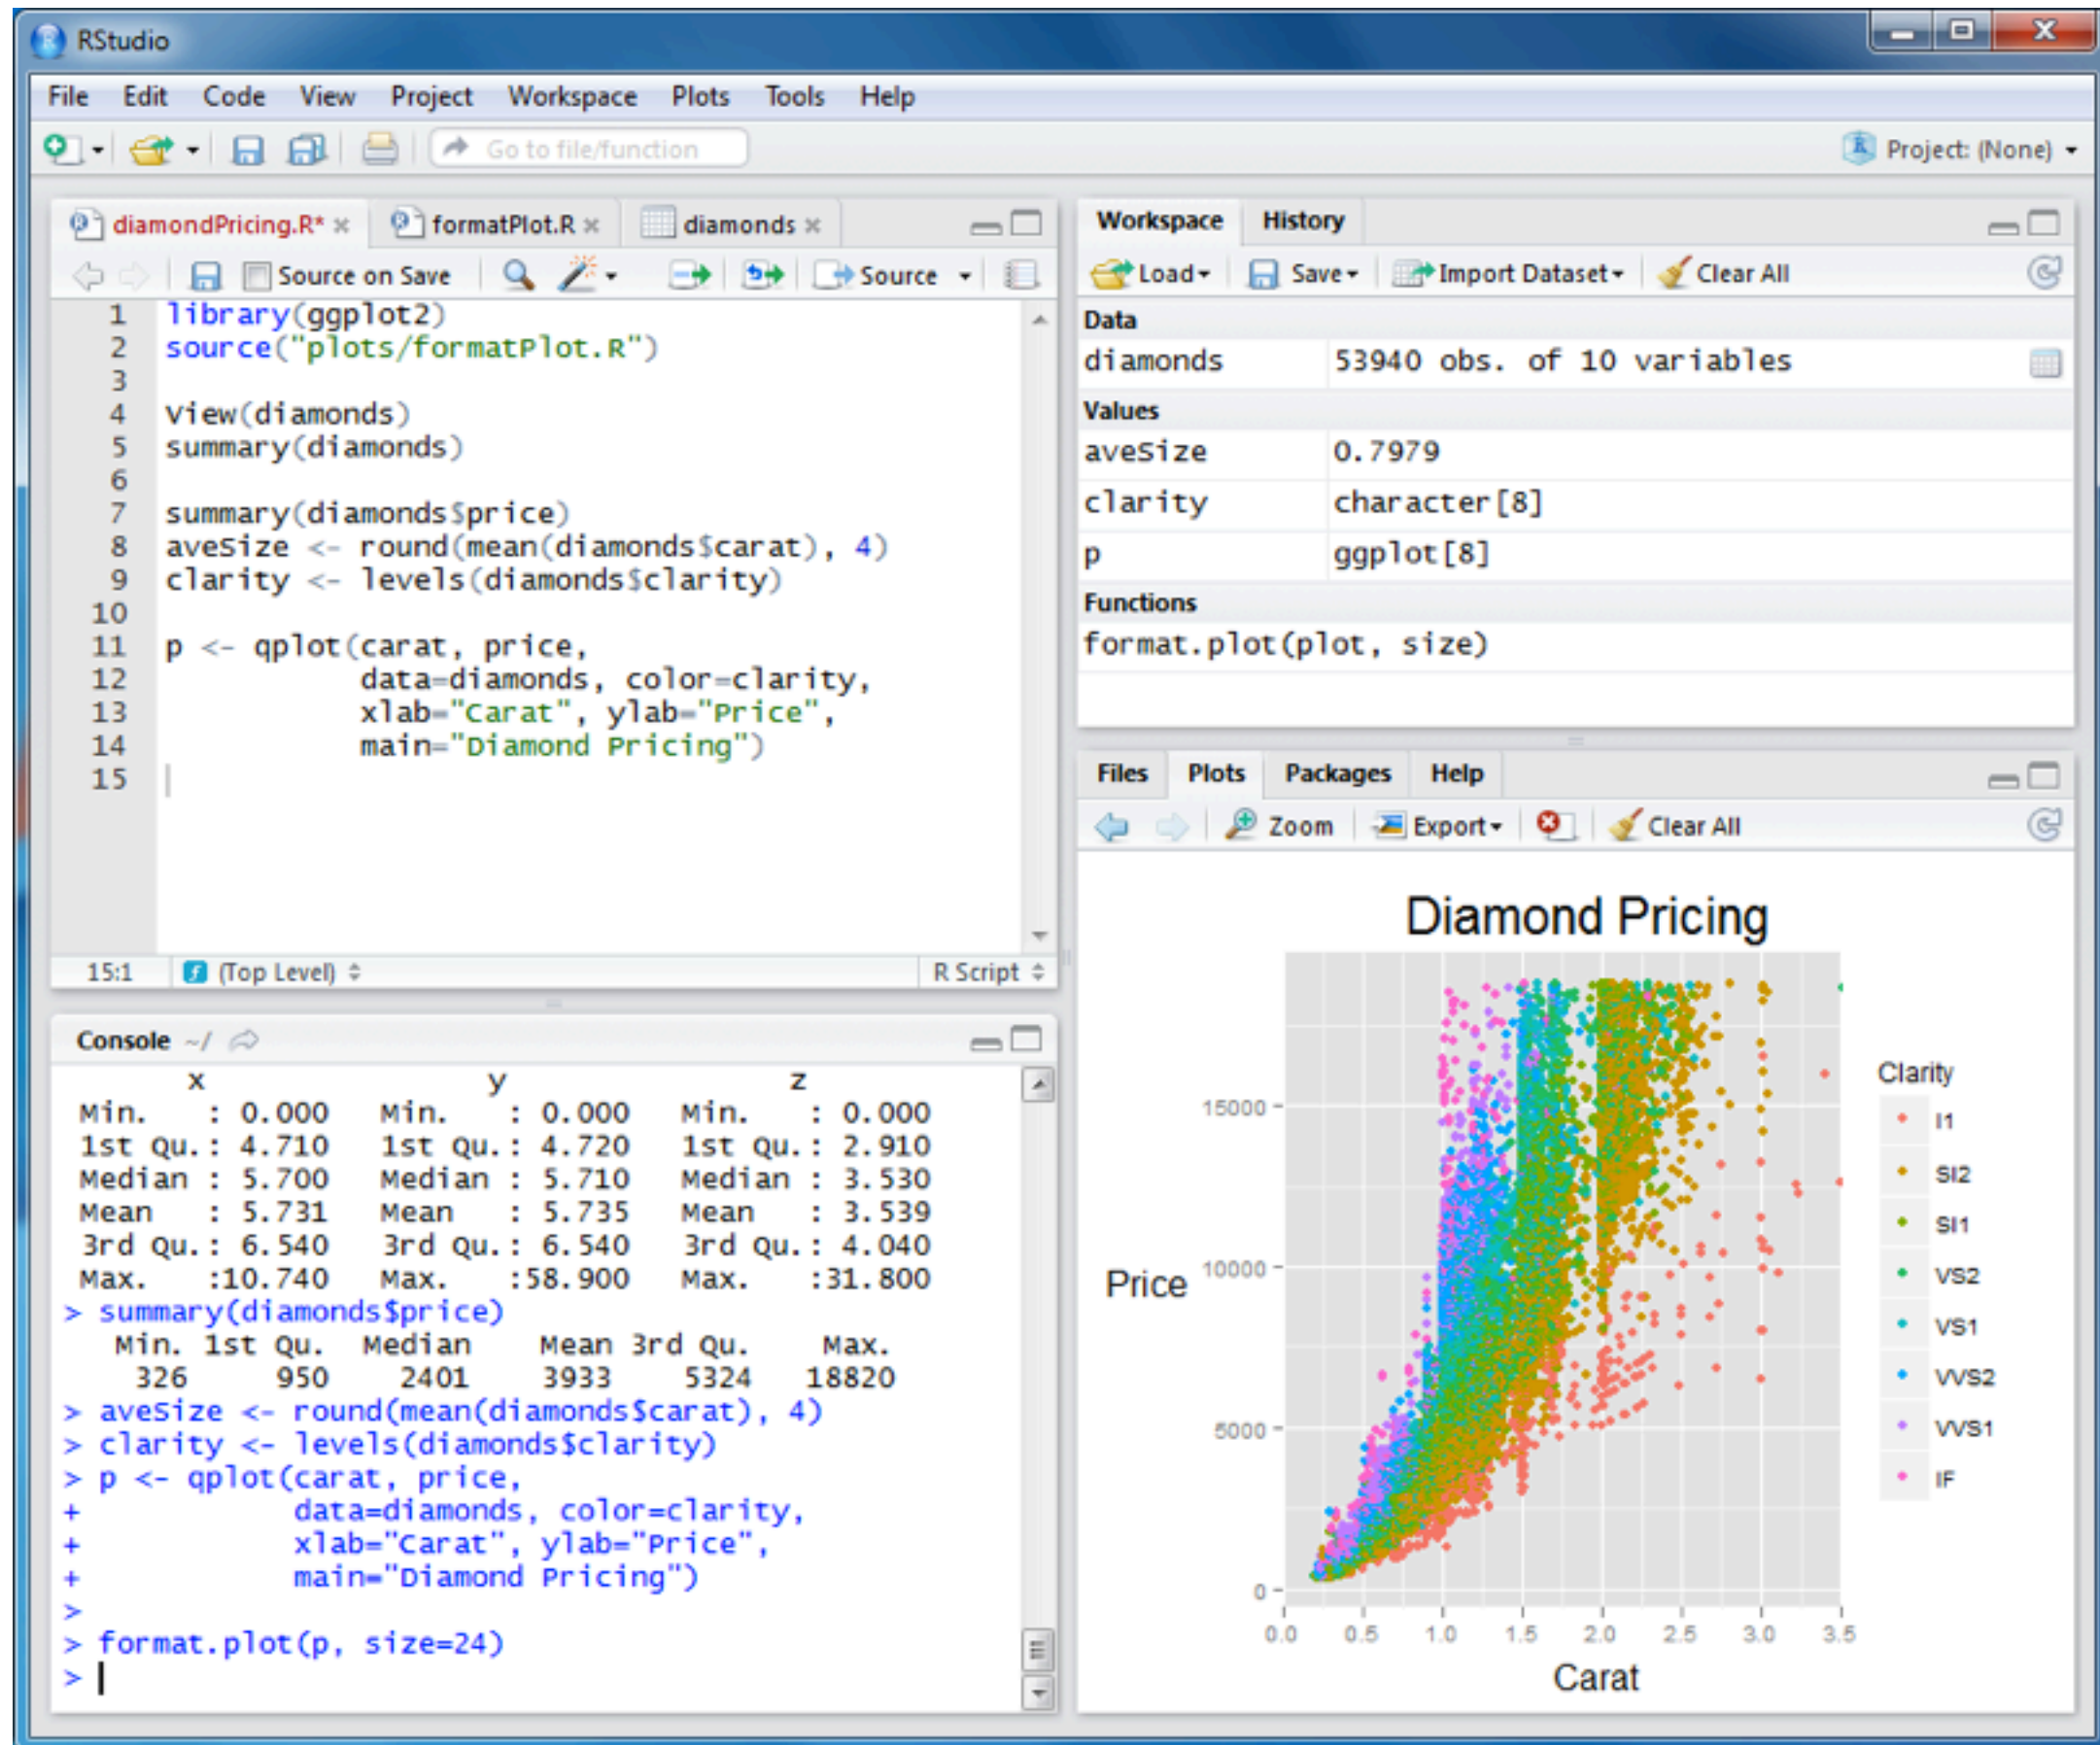 RStudio
File Edit Code View Project Workspace Plots Tools Help
Go to file/function
Project: (None)
diamondPricing.R* formatPlot.R diamonds
Source on Save Source
1 library(ggplot2)
2 source("plots/formatPlot.R")
3
4 View(diamonds)
5 summary(diamonds)
6
7 summary(diamonds$price)
8 aveSize <- round(mean(diamonds$carat), 4)
9 clarity <- levels(diamonds$clarity)
10
11 p <- qplot(carat, price,
12 data=diamonds, color=clarity,
13 xlab="Carat", ylab="Price",
14 main="Diamond Pricing")
15
15:1 (Top Level) R Script
Console ~/
x y z
Min. : 0.000 Min. : 0.000 Min. : 0.000
1st Qu.: 4.710 1st Qu.: 4.720 1st Qu.: 2.910
Median : 5.700 Median : 5.710 Median : 3.530
Mean : 5.731 Mean : 5.735 Mean : 3.539
3rd Qu.: 6.540 3rd Qu.: 6.540 3rd Qu.: 4.040
Max. :10.740 Max. :58.900 Max. :31.800
> summary(diamonds$price)
Min. 1st Qu. Median Mean 3rd Qu. Max.
326 950 2401 3933 5324 18820
> aveSize <- round(mean(diamonds$carat), 4)
> clarity <- levels(diamonds$clarity)
> p <- qplot(carat, price,
+ data=diamonds, color=clarity,
+ xlab="Carat", ylab="Price",
+ main="Diamond Pricing")
>
> format.plot(p, size=24)
>
Workspace History
Load Save Import Dataset Clear All
Data
diamonds 53940 obs. of 10 variables
Values
aveSize 0.7979
clarity character[8]
p ggplot[8]
Functions
format.plot(plot, size)
Files Plots Packages Help
Zoom Export Clear All
Diamond Pricing
Price
15000
10000
5000
0
0.0 0.5 1.0 1.5 2.0 2.5 3.0 3.5
Carat
Clarity
I1
SI2
SI1
VS2
VS1
VVS2
VVS1
IF